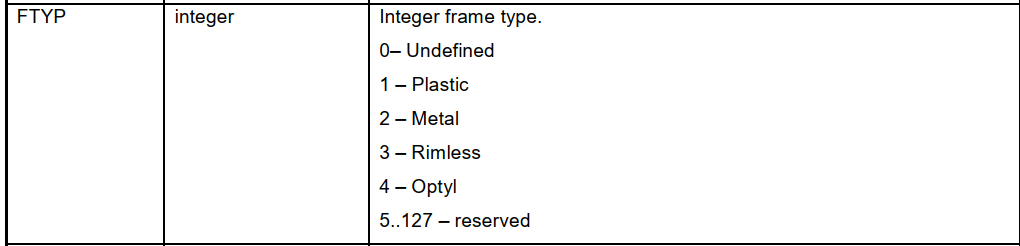 FTYP integer Integer frame type.
0– Undefined
1 – Plastic
2 – Metal
3 – Rimless
4 – Optyl
5..127 – reserved